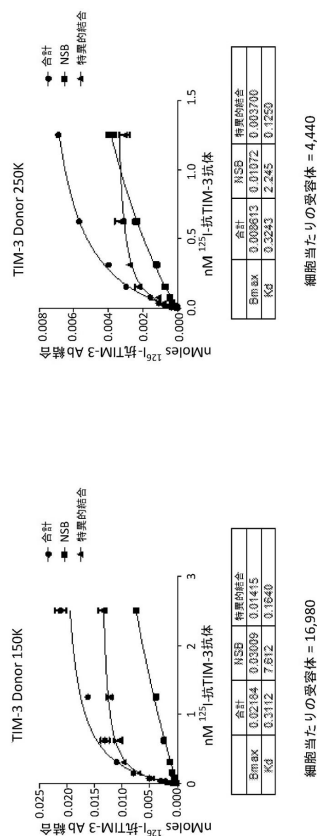 TIM-3 Donor 150K
合計
NSB
特異的結合
nMoles ¹²⁶I-抗TIM-3 Ab 結合
0.025
0.020
0.015
0.010
0.005
0.000
0
1
2
3
nM ¹²⁵I-抗TIM-3抗体
合計 NSB 特異的結合
Bmax 0.02184 0.03009 0.01415
Kd 0.3112 7.612 0.1640
細胞当たりの受容体 = 16,980
TIM-3 Donor 250K
合計
NSB
特異的結合
nMoles ¹²⁶I-抗TIM-3 Ab 結合
0.008
0.006
0.004
0.002
0.000
0.0
0.5
1.0
1.5
nM ¹²⁵I-抗TIM-3抗体
合計 NSB 特異的結合
Bmax 0.008613 0.01072 0.003700
Kd 0.3243 2.245 0.1250
細胞当たりの受容体 = 4,440